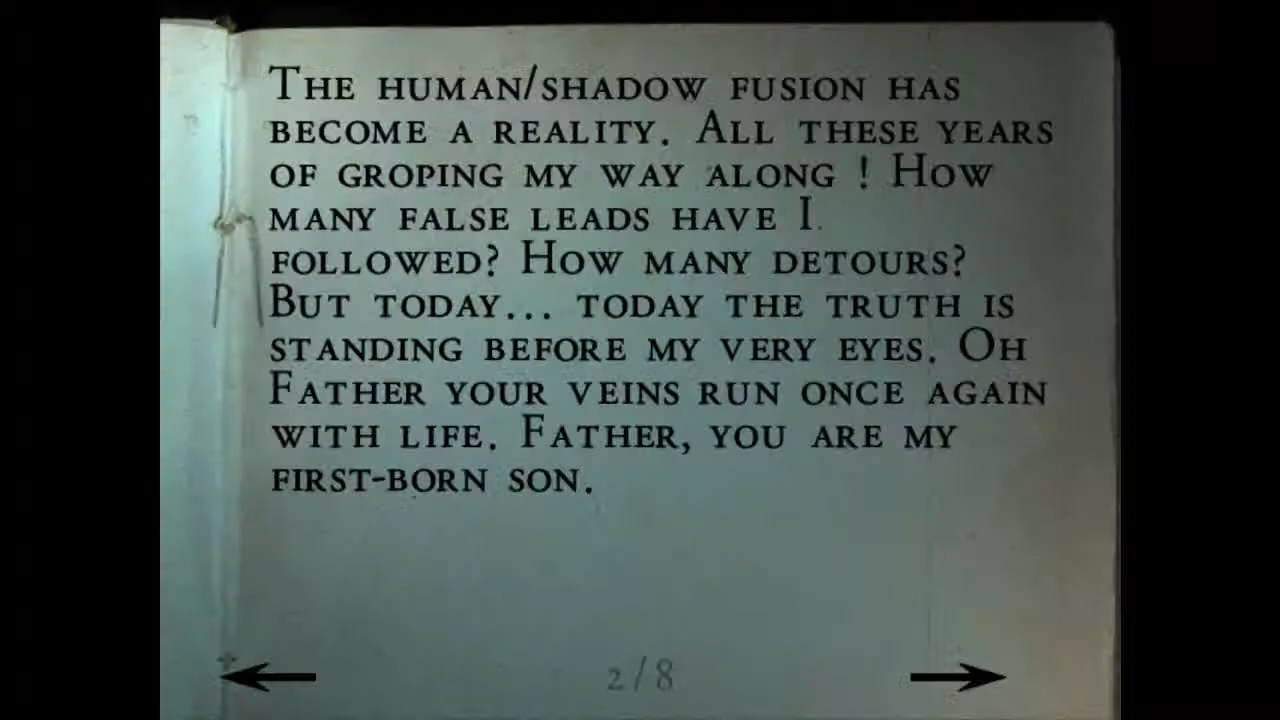 The human/shadow fusion has
become a reality. All these years
of groping my way along ! How
many false leads have I
followed? How many detours?
But today... today the truth is
standing before my very eyes. Oh
Father your veins run once again
with life. Father, you are my
first-born son.
2/8